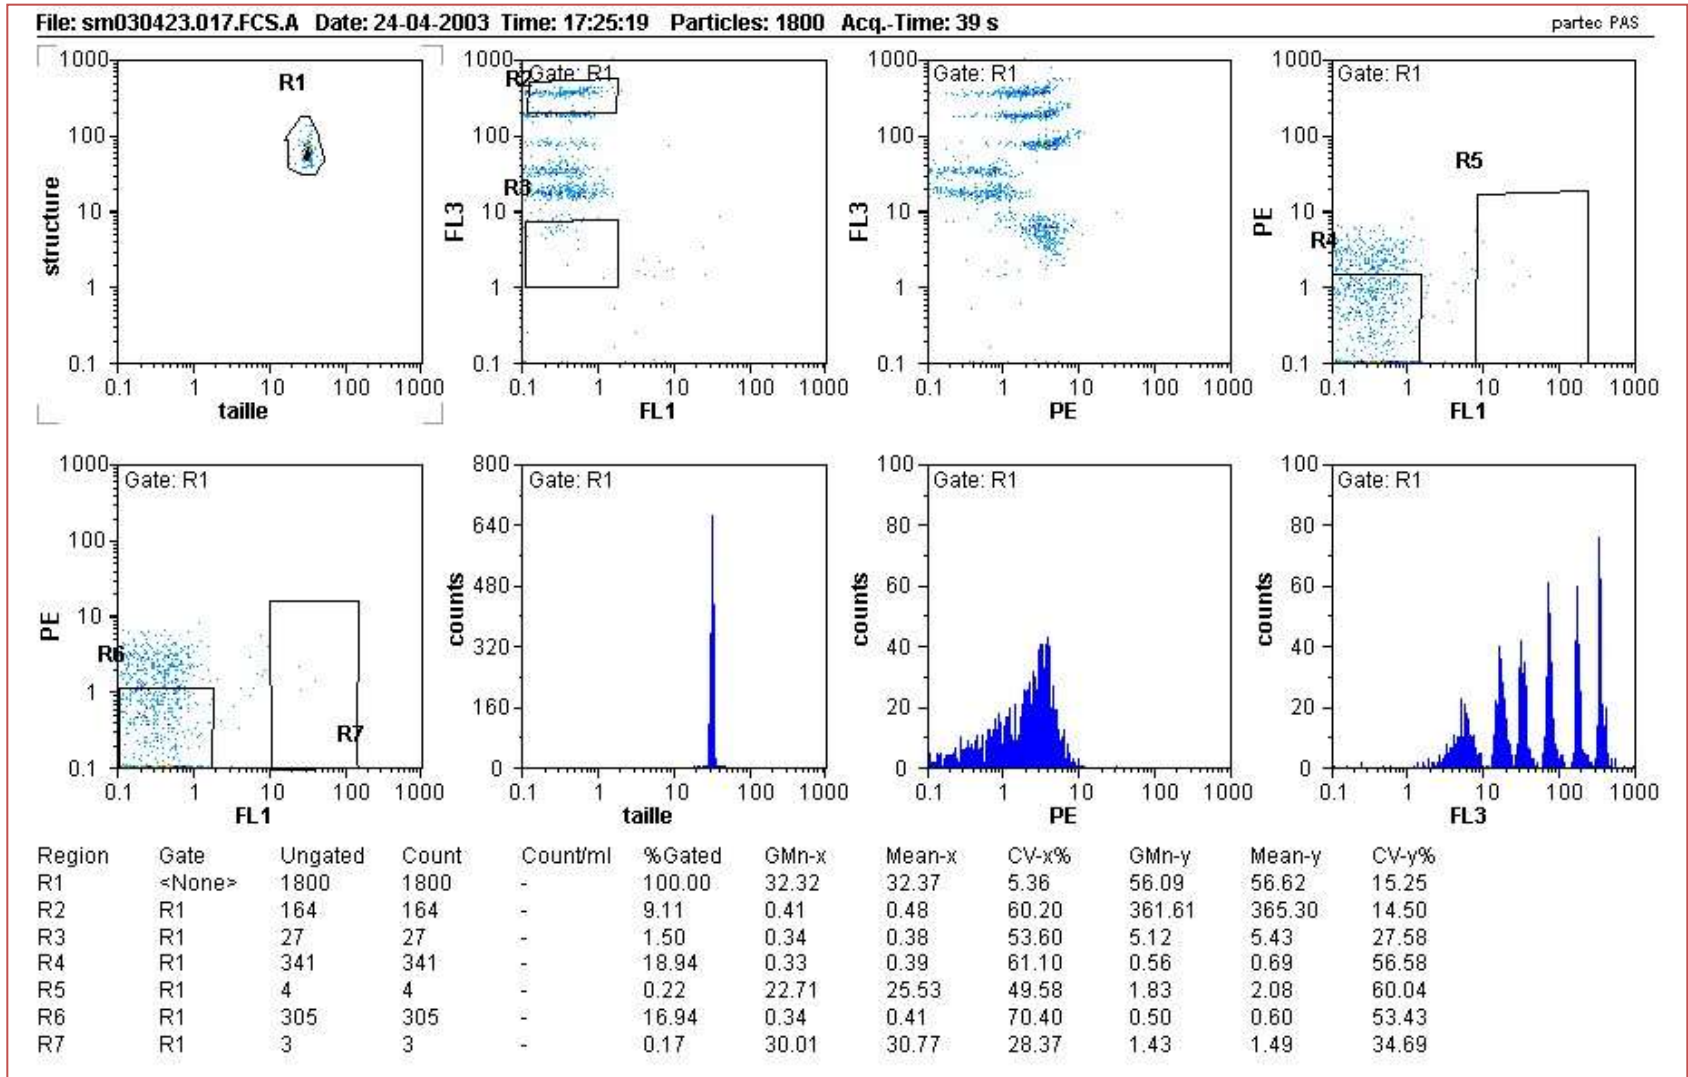 File: sm030423.017.FCS.A Date: 24-04-2003 Time: 17:25:19 Particles: 1800 Acq.-Time: 39 s partec PAS
1000
100
10
1
0.1
structure
R1
0.1 1 10 100 1000
taille
1000
100
10
1
0.1
FL3
Gate: R1
R2
R3
0.1 1 10 100 1000
FL1
1000
100
10
1
0.1
FL3
Gate: R1
0.1 1 10 100 1000
PE
1000
100
10
1
0.1
PE
Gate: R1
R5
R4
0.1 1 10 100 1000
FL1
1000
100
10
1
0.1
PE
Gate: R1
R6
R7
0.1 1 10 100 1000
FL1
800
640
480
320
160
0
counts
Gate: R1
0.1 1 10 100 1000
taille
100
80
60
40
20
0
counts
Gate: R1
0.1 1 10 100 1000
PE
100
80
60
40
20
0
counts
Gate: R1
0.1 1 10 100 1000
FL3
Region Gate Ungated Count Count/ml %Gated GMn-x Mean-x CV-x% GMn-y Mean-y CV-y%
R1 <None> 1800 1800 - 100.00 32.32 32.37 5.36 56.09 56.62 15.25
R2 R1 164 164 - 9.11 0.41 0.48 60.20 361.61 365.30 14.50
R3 R1 27 27 - 1.50 0.34 0.38 53.60 5.12 5.43 27.58
R4 R1 341 341 - 18.94 0.33 0.39 61.10 0.56 0.69 56.58
R5 R1 4 4 - 0.22 22.71 25.53 49.58 1.83 2.08 60.04
R6 R1 305 305 - 16.94 0.34 0.41 70.40 0.50 0.60 53.43
R7 R1 3 3 - 0.17 30.01 30.77 28.37 1.43 1.49 34.69